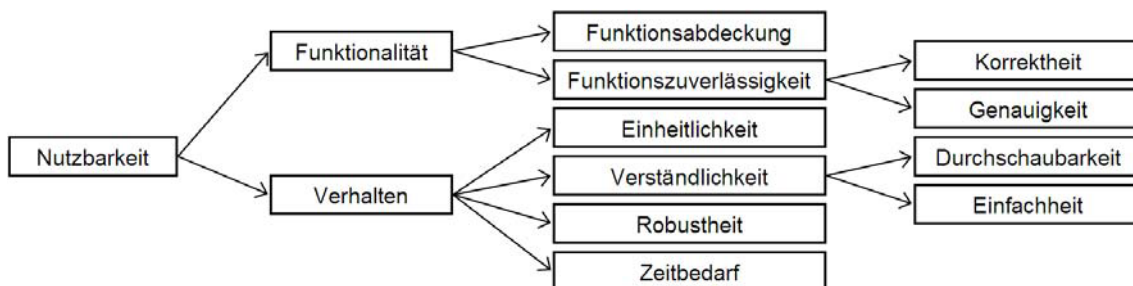 Nutzbarkeit
Funktionalität
Verhalten
Funktionsabdeckung
Funktionszuverlässigkeit
Einheitlichkeit
Verständlichkeit
Robustheit
Zeitbedarf
Korrektheit
Genauigkeit
Durchschaubarkeit
Einfachheit